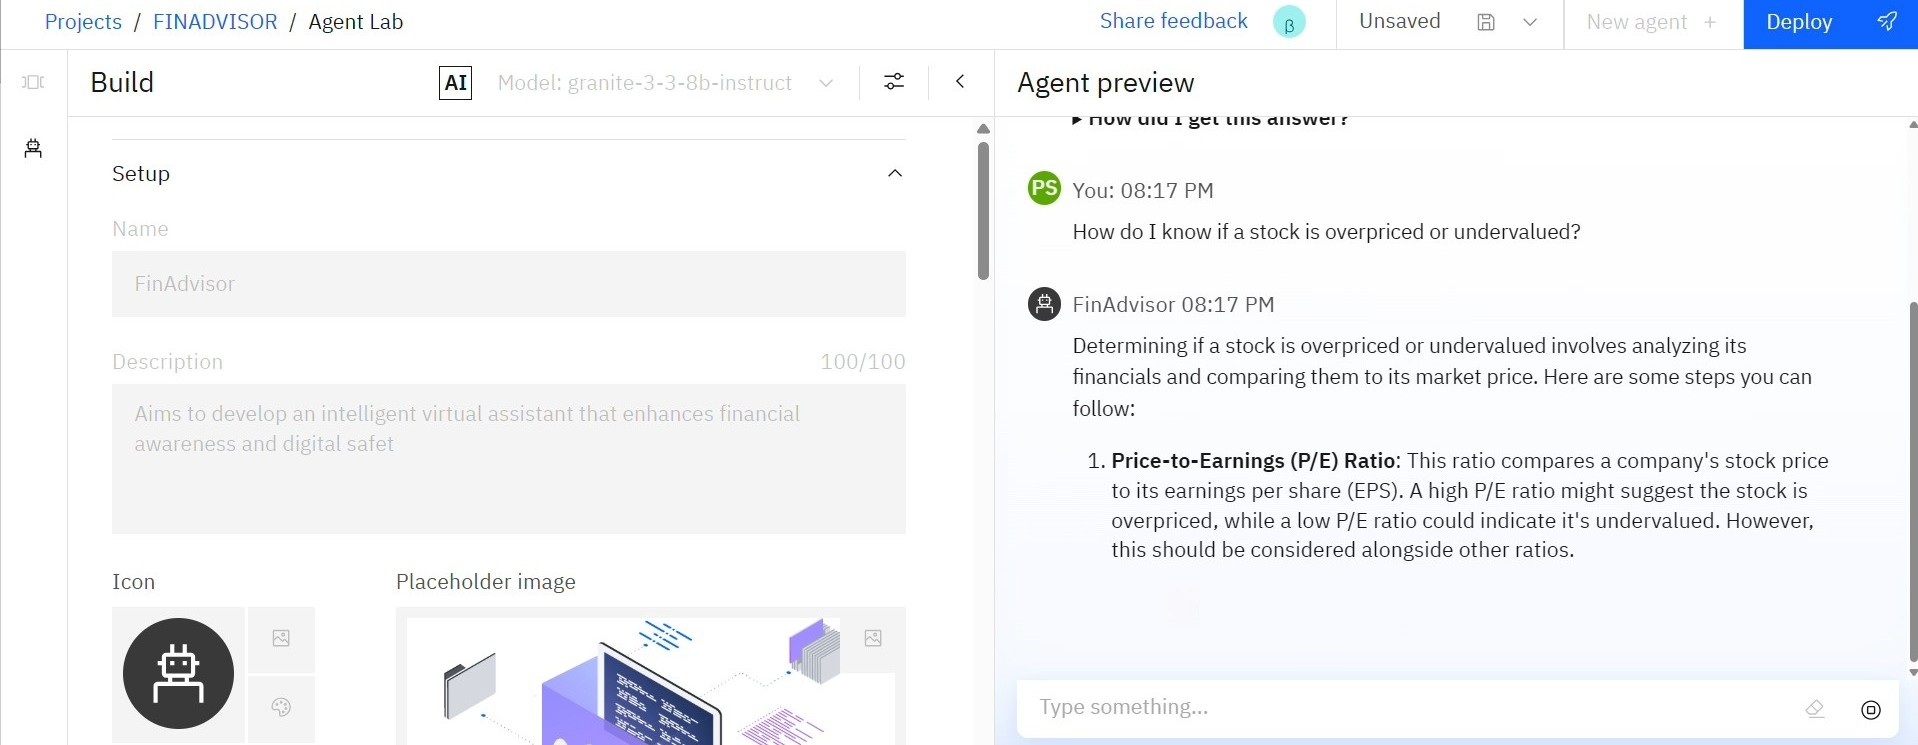 Projects / FINADVISOR / Agent Lab
Share feedback β
Unsaved
New agent +
Deploy
Build
AI
Model: granite-3-3-8b-instruct
Setup
Name
FinAdvisor
Description 100/100
Aims to develop an intelligent virtual assistant that enhances financial
awareness and digital safet
Icon
Placeholder image
Agent preview
How did I get this answer?
PS
You: 08:17 PM
How do I know if a stock is overpriced or undervalued?
FinAdvisor 08:17 PM
Determining if a stock is overpriced or undervalued involves analyzing its
financials and comparing them to its market price. Here are some steps you can
follow:
1. Price-to-Earnings (P/E) Ratio: This ratio compares a company's stock price
to its earnings per share (EPS). A high P/E ratio might suggest the stock is
overpriced, while a low P/E ratio could indicate it's undervalued. However,
this should be considered alongside other ratios.
Type something...